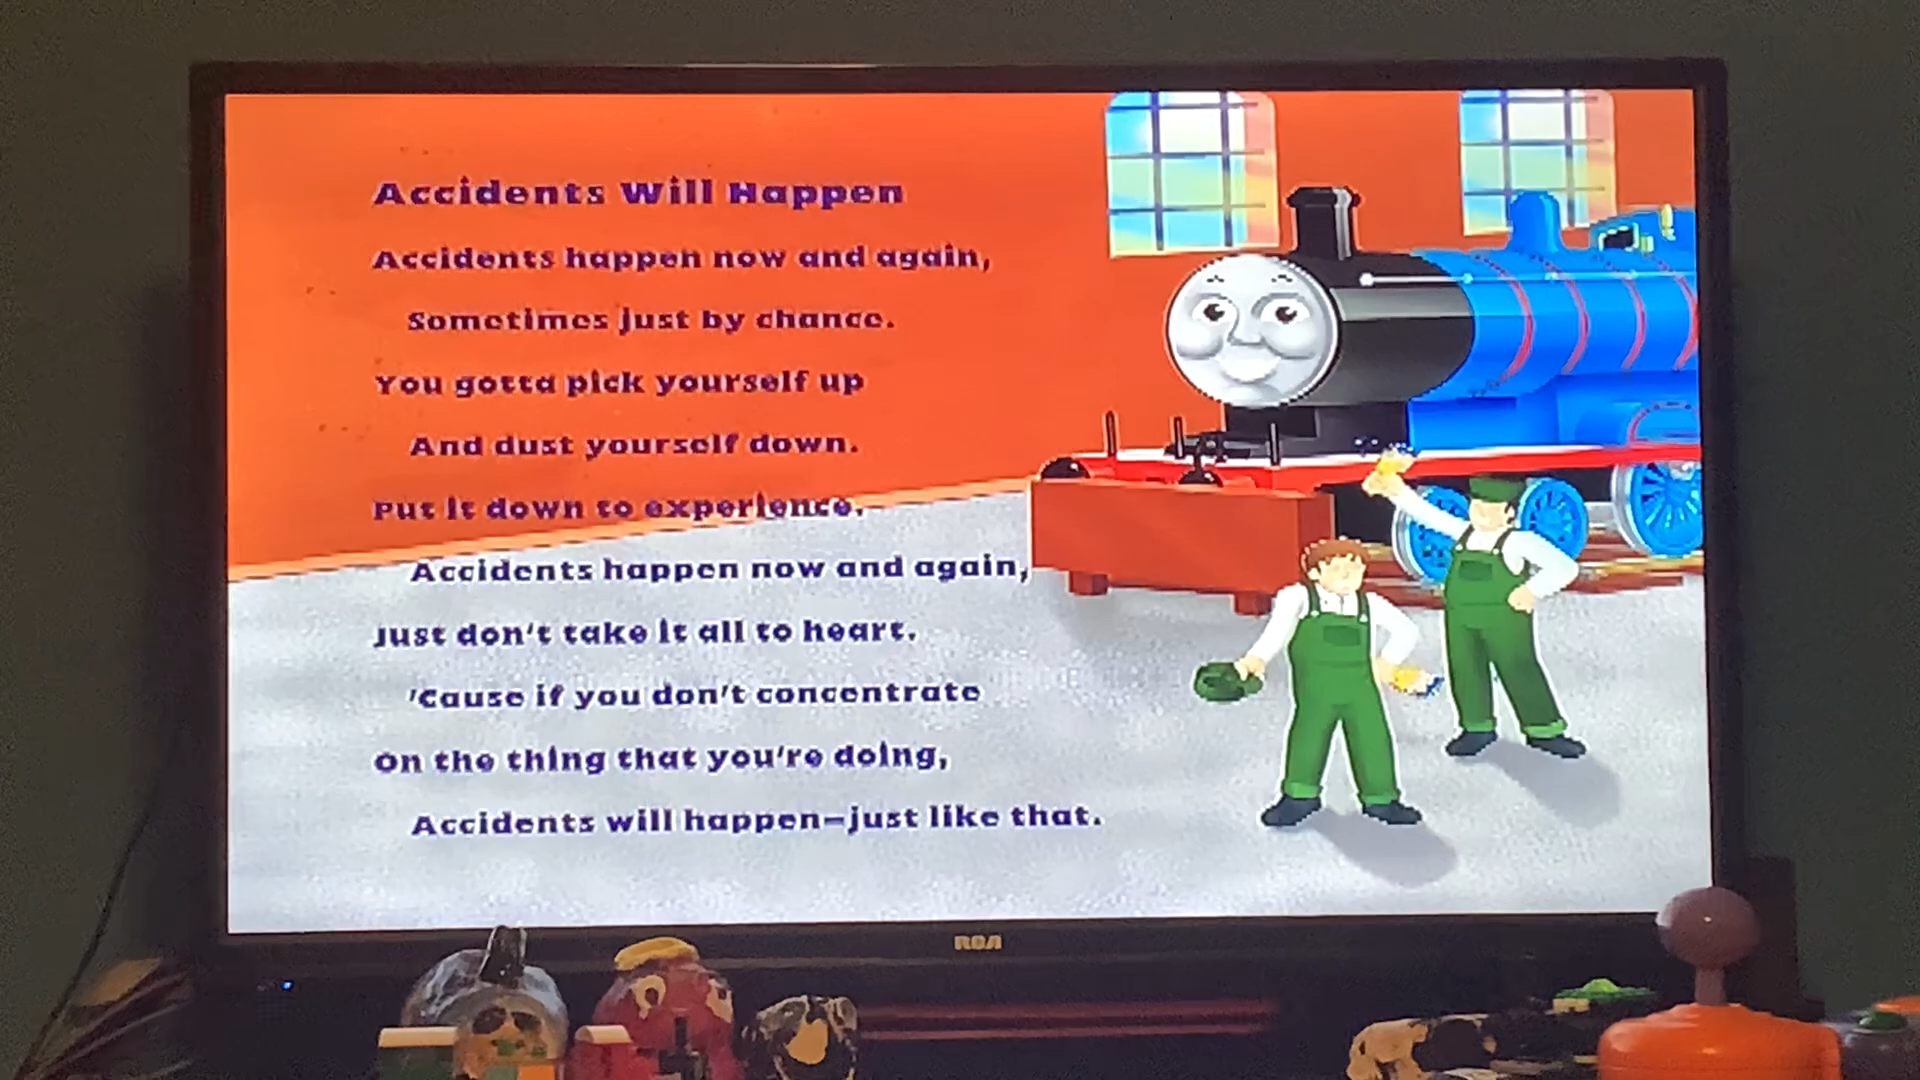 Accidents Will Happen
Accidents happen now and again,
Sometimes just by chance.
You gotta pick yourself up
And dust yourself down.
Put it down to experience.
Accidents happen now and again,
Just don't take it all to heart.
'Cause if you don't concentrate
On the thing that you're doing,
Accidents will happen—just like that.
RCA